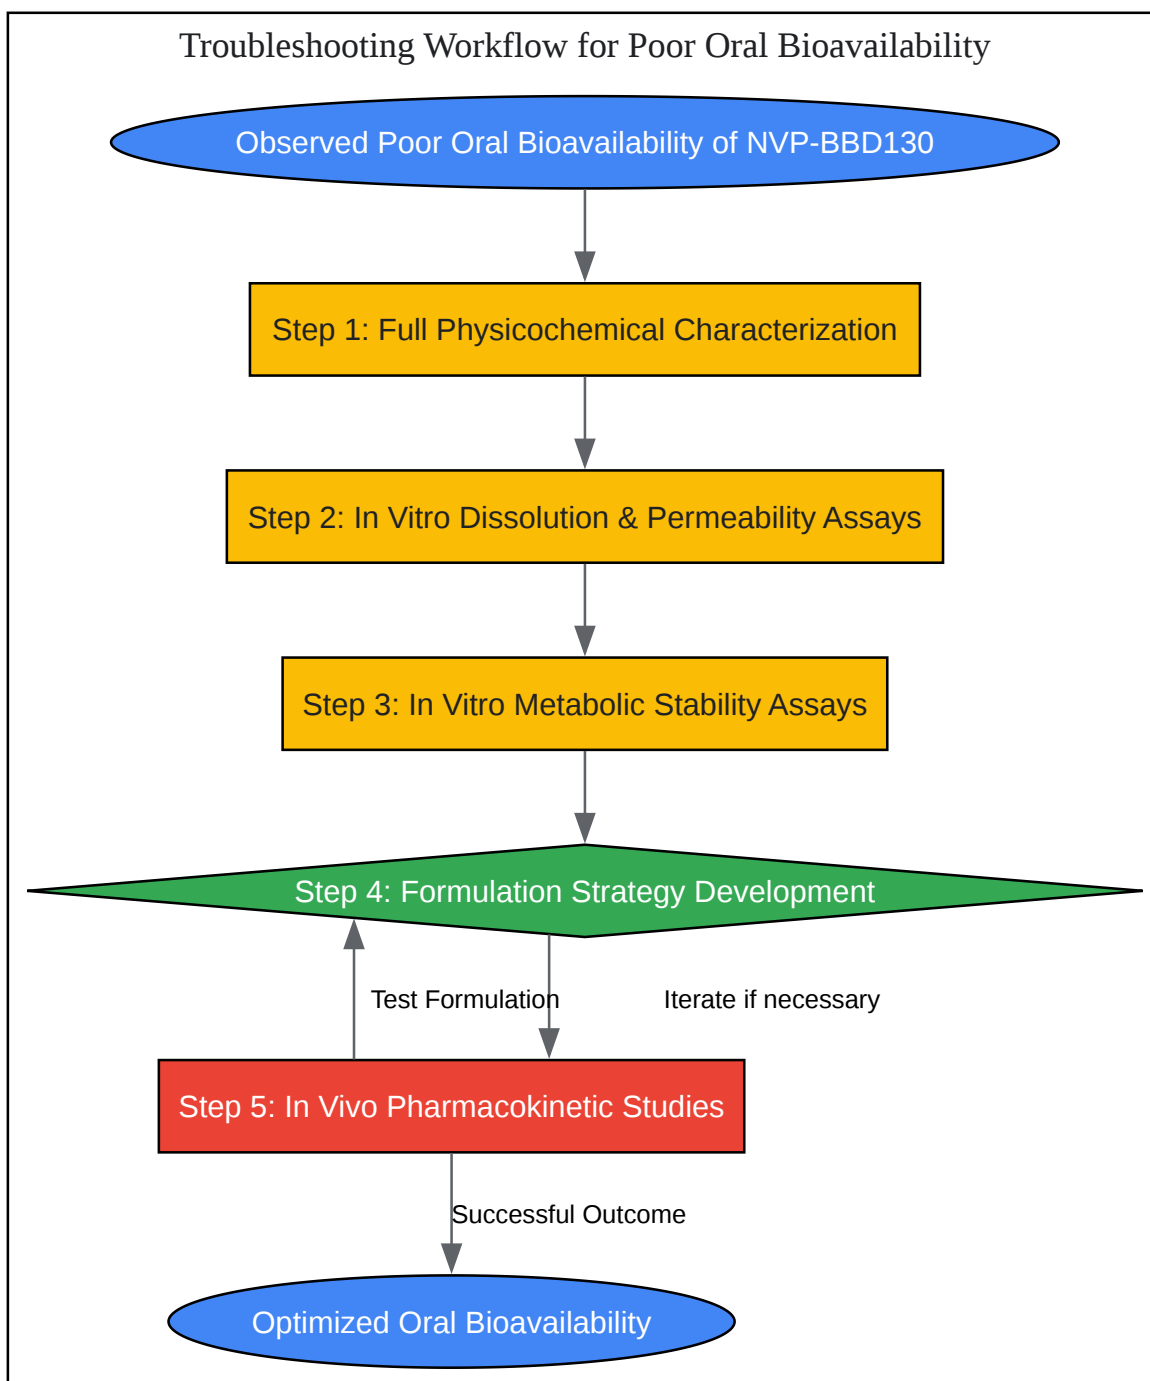 Troubleshooting Workflow for Poor Oral Bioavailability
Observed Poor Oral Bioavailability of NVP-BBD130
Step 1: Full Physicochemical Characterization
Step 2: In Vitro Dissolution & Permeability Assays
Step 3: In Vitro Metabolic Stability Assays
Step 4: Formulation Strategy Development
Test Formulation
Iterate if necessary
Step 5: In Vivo Pharmacokinetic Studies
Successful Outcome
Optimized Oral Bioavailability